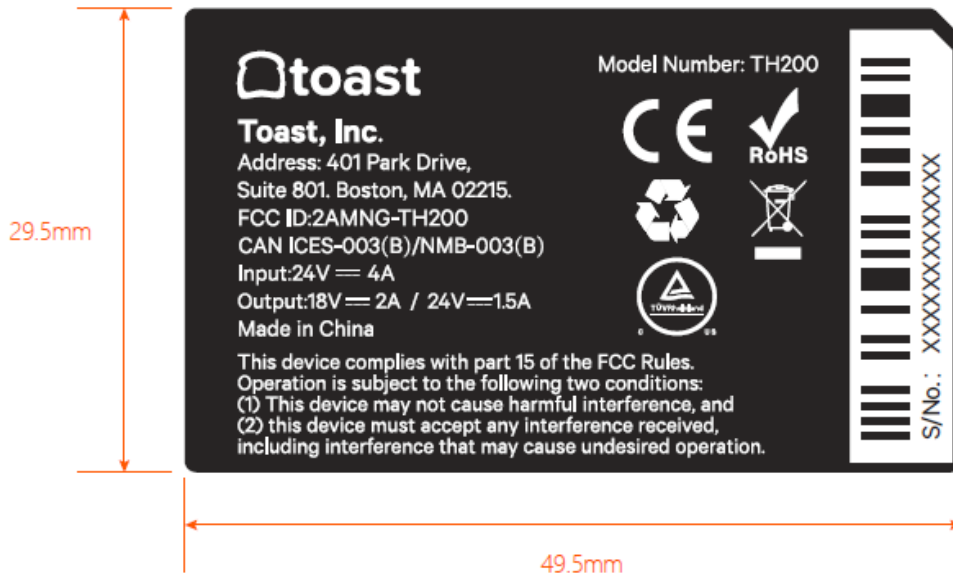 toast
Model Number: TH200
Toast, Inc.
Address: 401 Park Drive,
Suite 801. Boston, MA 02215.
FCC ID:2AMNG-TH200
CAN ICES-003(B)/NMB-003(B)
Input:24V ⎓ 4A
Output:18V ⎓ 2A / 24V⎓1.5A
Made in China
This device complies with part 15 of the FCC Rules.
Operation is subject to the following two conditions:
(1) This device may not cause harmful interference, and
(2) this device must accept any interference received,
including interference that may cause undesired operation.
CE
RoHS
TÜVRheinland
C US
S/No.: XXXXXXXXXXXXXXX
29.5mm
49.5mm